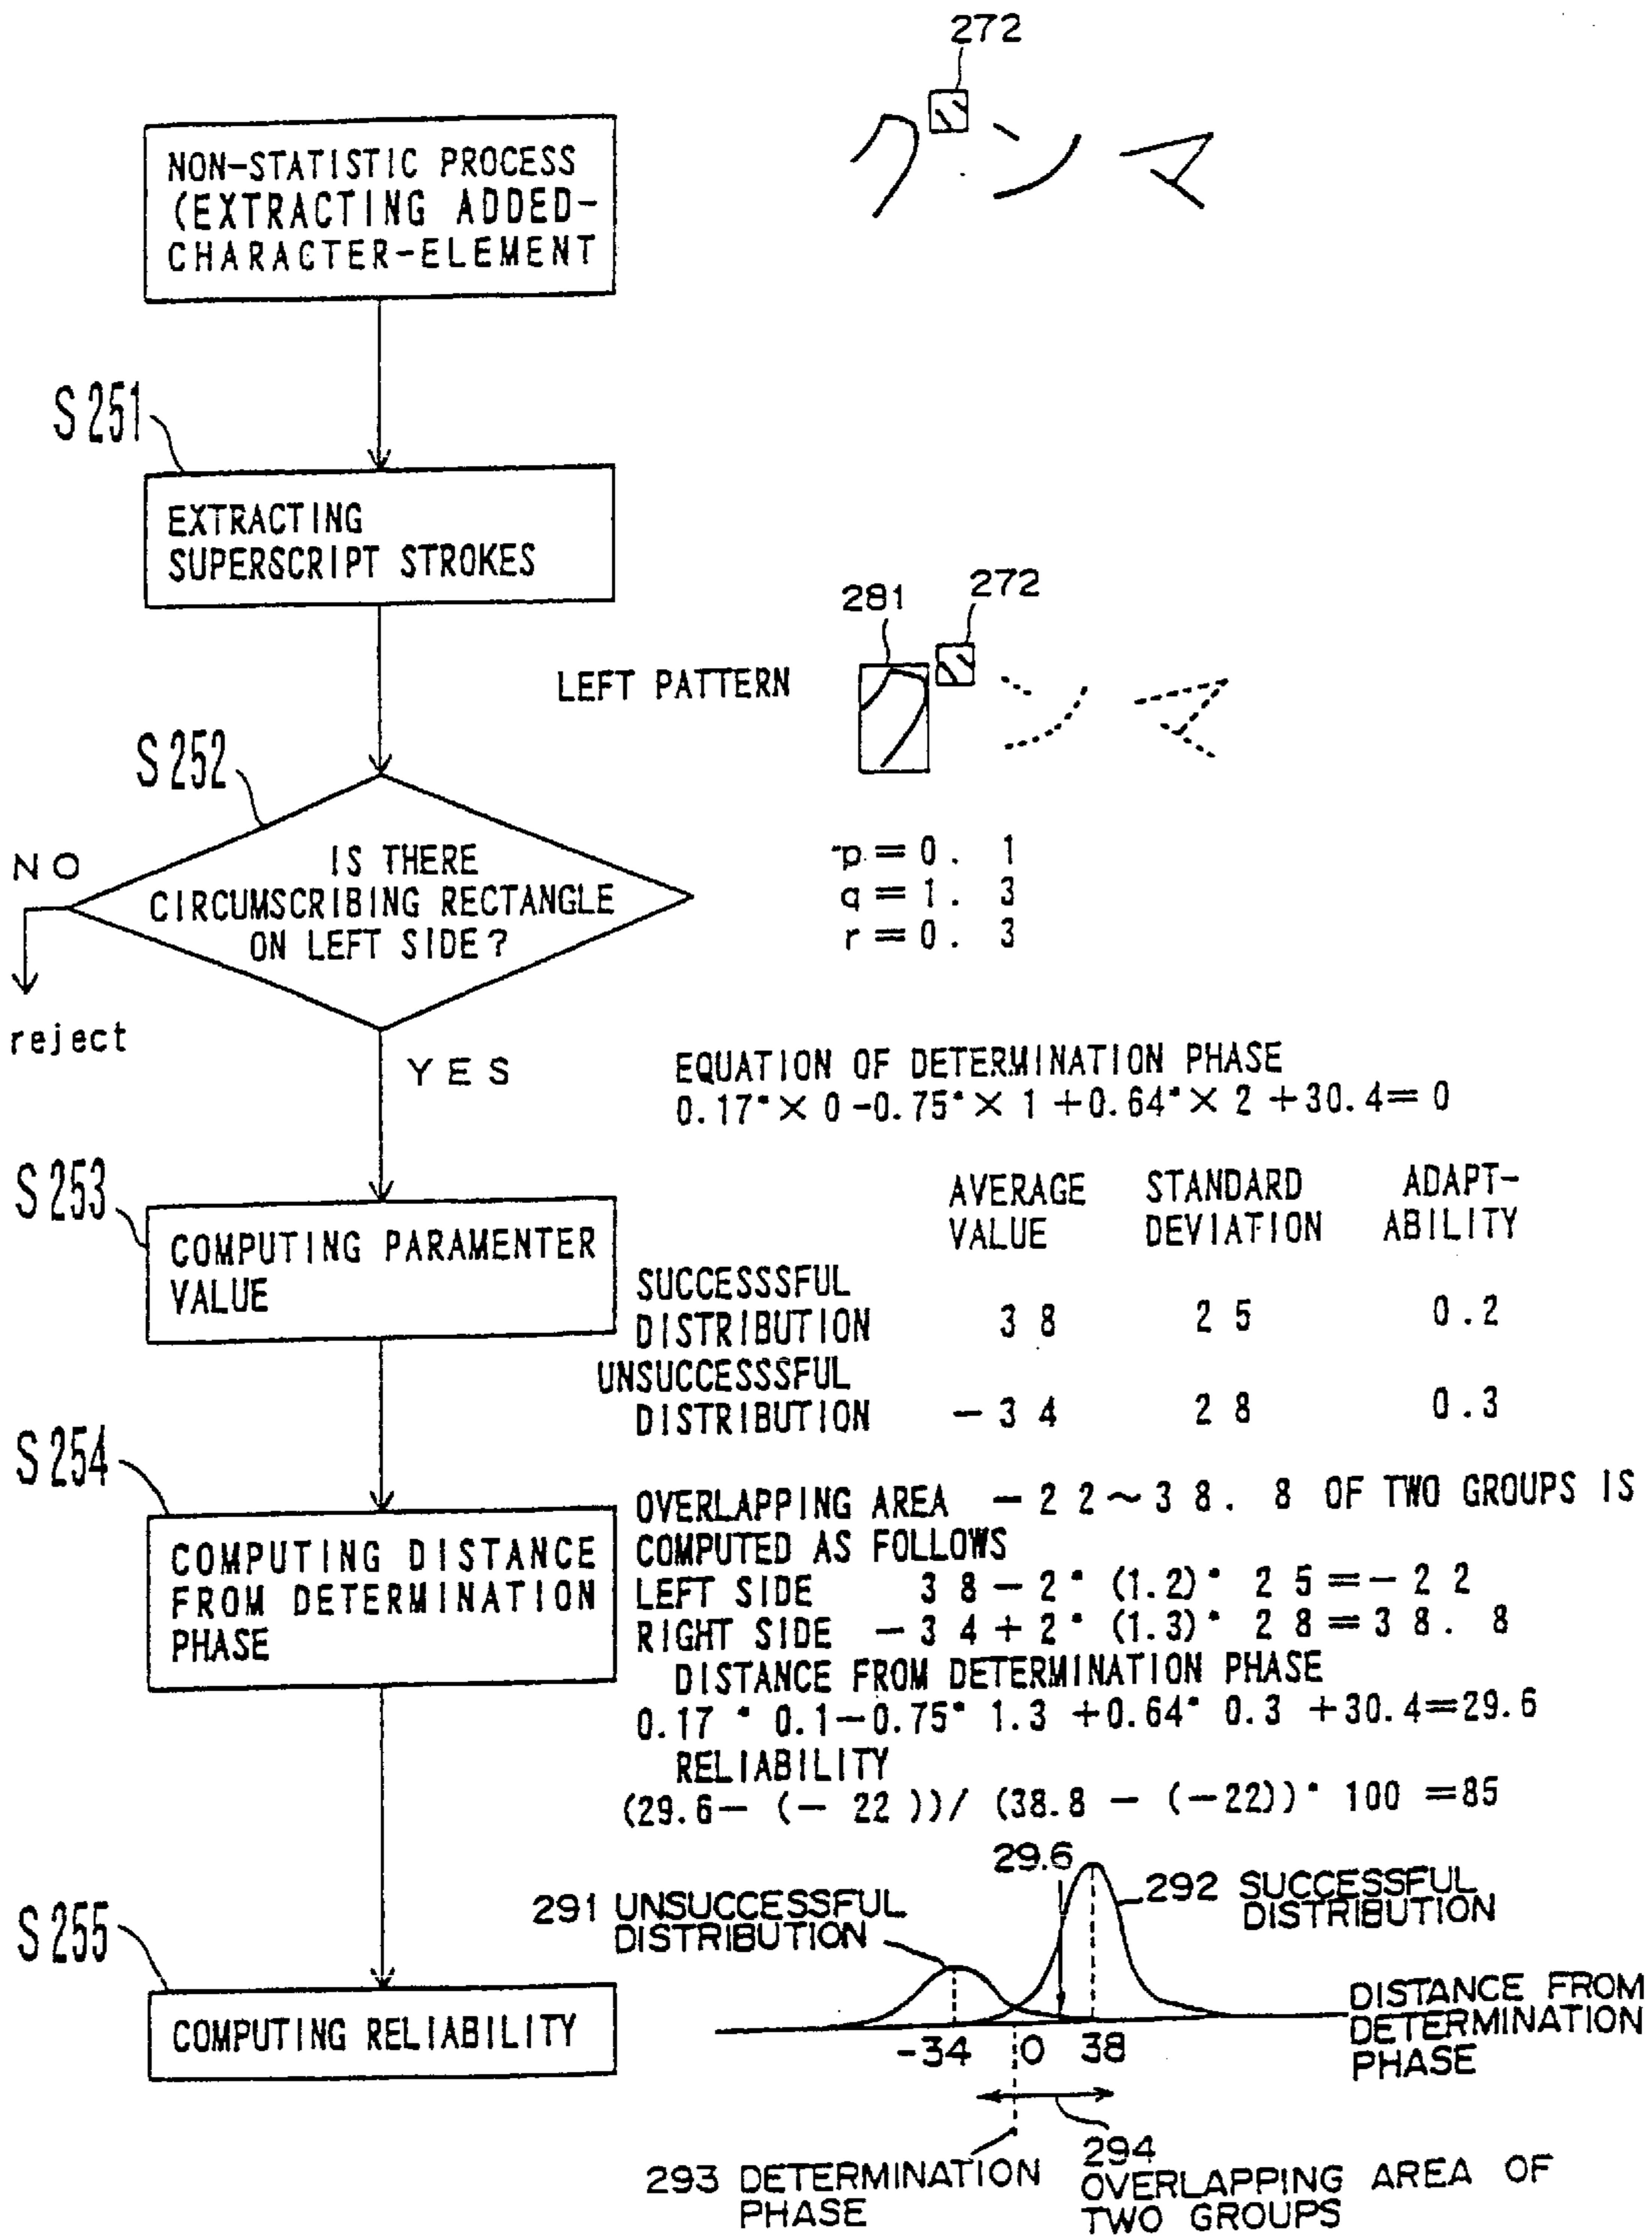 272
グンマ
NON-STATISTIC PROCESS
(EXTRACTING ADDED-
CHARACTER-ELEMENT
S251
EXTRACTING
SUPERSCRIPT STROKES
281
272
LEFT PATTERN
S252
NO
IS THERE
CIRCUMSCRIBING RECTANGLE
ON LEFT SIDE?
reject
YES
p=0. 1
q=1. 3
r=0. 3
EQUATION OF DETERMINATION PHASE
0.17*×0-0.75*×1+0.64*×2+30.4=0
S253
COMPUTING PARAMENTER
VALUE
AVERAGE VALUE STANDARD DEVIATION ADAPT-ABILITY
SUCCESSSFUL
DISTRIBUTION 38 25 0.2
UNSUCCESSSFUL
DISTRIBUTION -34 28 0.3
S254
COMPUTING DISTANCE
FROM DETERMINATION
PHASE
OVERLAPPING AREA -22~38. 8 OF TWO GROUPS IS
COMPUTED AS FOLLOWS
LEFT SIDE 38-2* (1.2)* 25=-22
RIGHT SIDE -34+2* (1.3)* 28=38. 8
DISTANCE FROM DETERMINATION PHASE
0.17 * 0.1-0.75* 1.3 +0.64* 0.3 +30.4=29.6
RELIABILITY
(29.6- (- 22 ))/ (38.8 - (-22))* 100 =85
S255
COMPUTING RELIABILITY
29.6
291 UNSUCCESSFUL
DISTRIBUTION
292 SUCCESSFUL
DISTRIBUTION
-34 0 38
DISTANCE FROM
DETERMINATION
PHASE
293 DETERMINATION
PHASE
294
OVERLAPPING AREA OF
TWO GROUPS